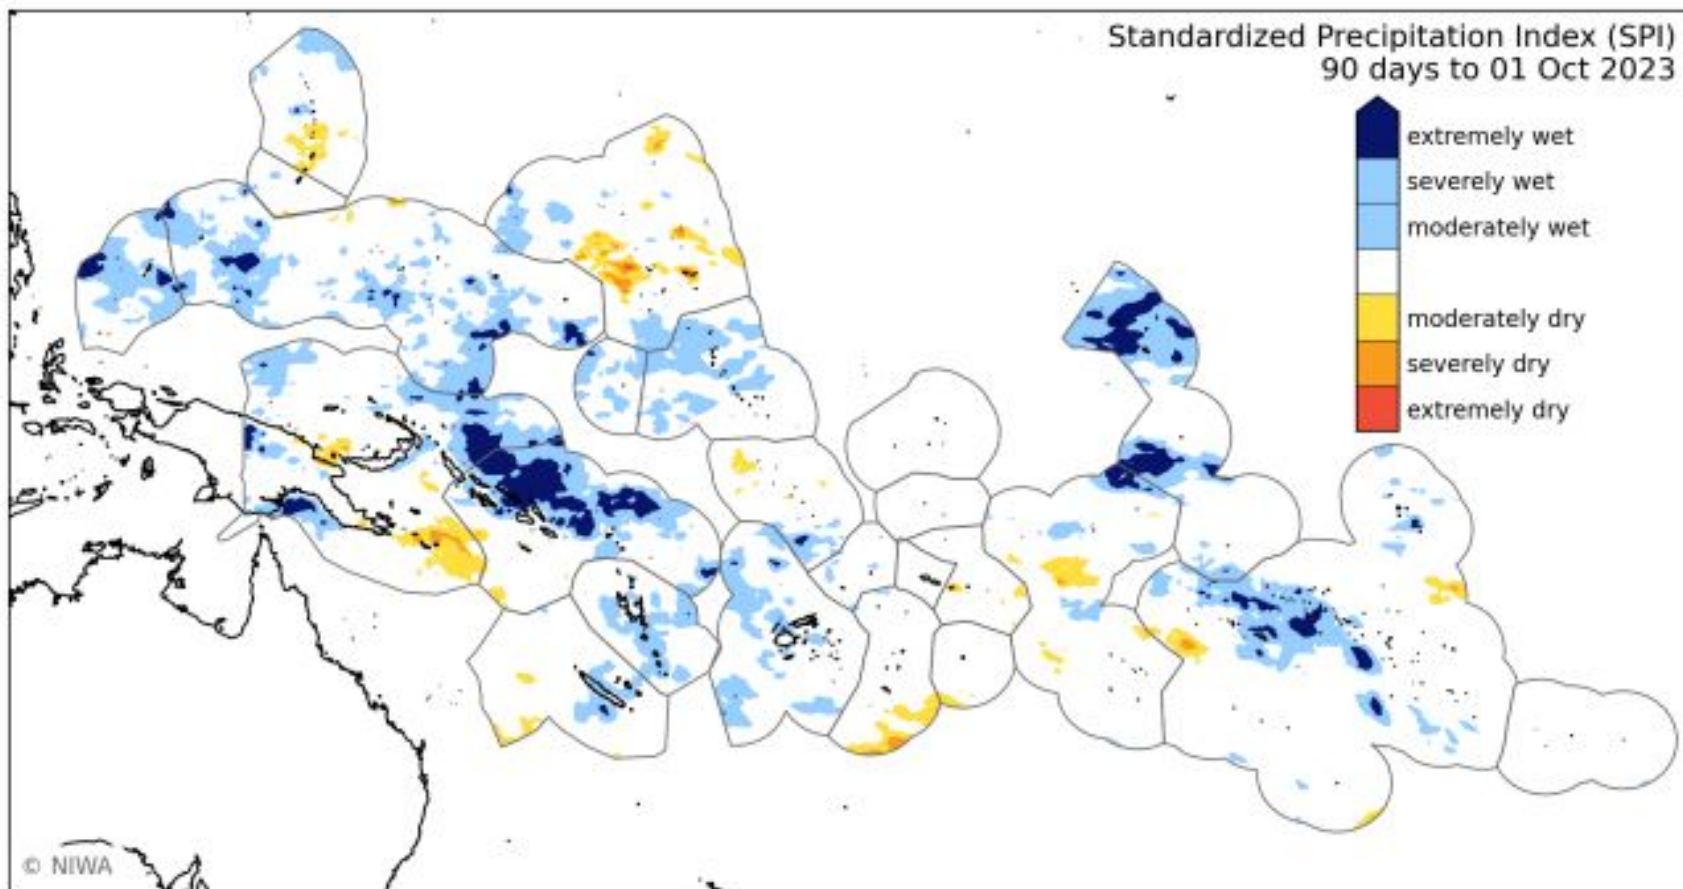 Standardized Precipitation Index (SPI)
90 days to 01 Oct 2023
extremely wet
severely wet
moderately wet
moderately dry
severely dry
extremely dry
© NIWA